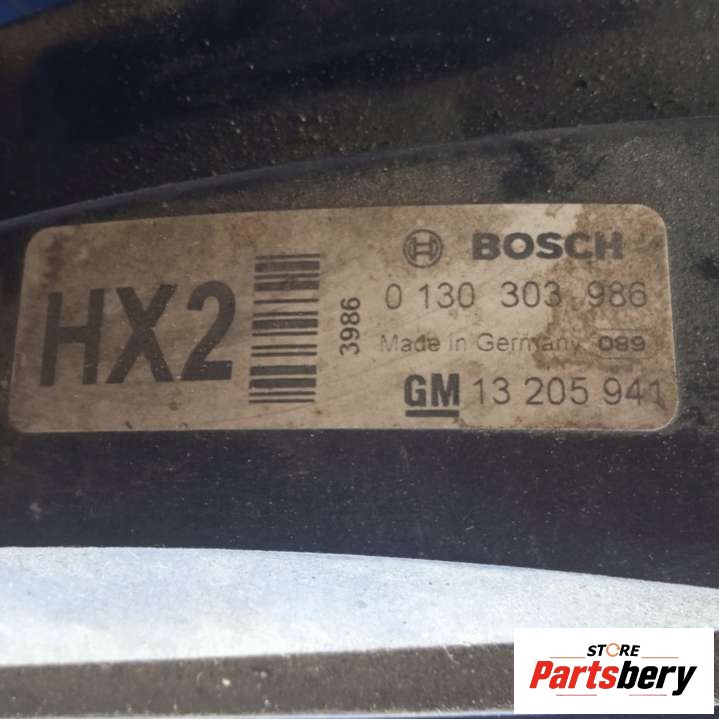 HX2
3986
BOSCH
0 130 303 986
Made in Germany 089
GM 13 205 941
STORE
Partsbery